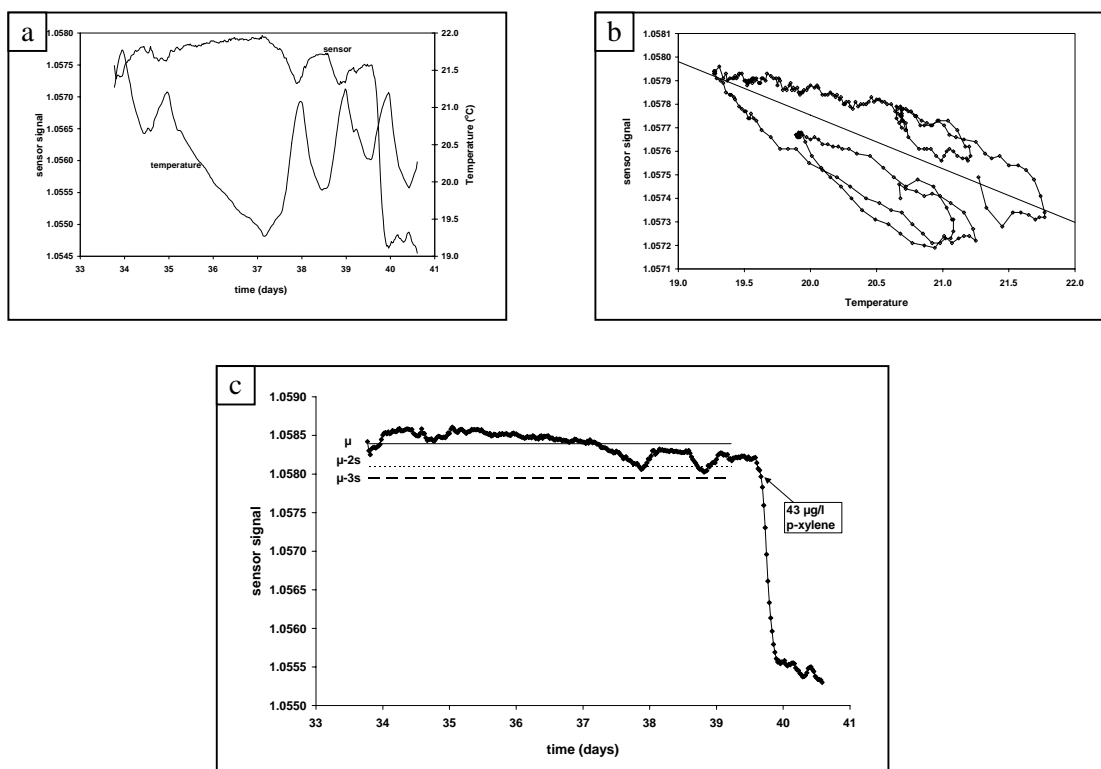 a
1.0580
1.0575
1.0570
1.0565
1.0560
1.0555
1.0550
1.0545
sensor signal
22.0
21.5
21.0
20.5
20.0
19.5
19.0
Temperature (°C)
sensor
temperature
33 34 35 36 37 38 39 40 41
time (days)
b
1.0581
1.0580
1.0579
1.0578
1.0577
1.0576
1.0575
1.0574
1.0573
1.0572
1.0571
sensor signal
19.0 19.5 20.0 20.5 21.0 21.5 22.0
Temperature
c
1.0590
1.0585
1.0580
1.0575
1.0570
1.0565
1.0560
1.0555
1.0550
sensor signal
μ
μ-2s
μ-3s
43 μg/l
p-xylene
33 34 35 36 37 38 39 40 41
time (days)